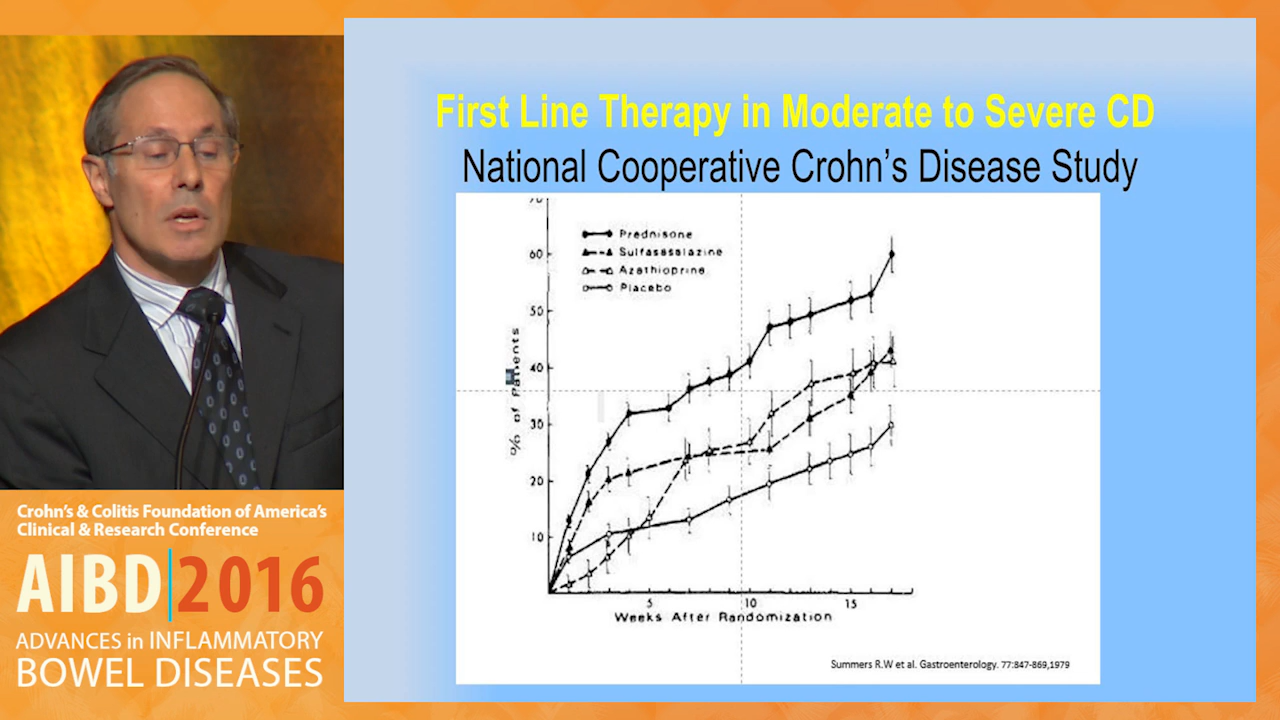 First Line Therapy in Moderate to Severe CD
National Cooperative Crohn's Disease Study
70
Prednisone
Sulfasasalazine
Azathioprine
Placebo
60
50
40
30
20
10
% of Patients
5
10
15
Weeks After Randomization
Summers R.W et al. Gastroenterology. 77:847-869,1979
Crohn's & Colitis Foundation of America's
Clinical & Research Conference
AIBD|2016
ADVANCES in INFLAMMATORY
BOWEL DISEASES